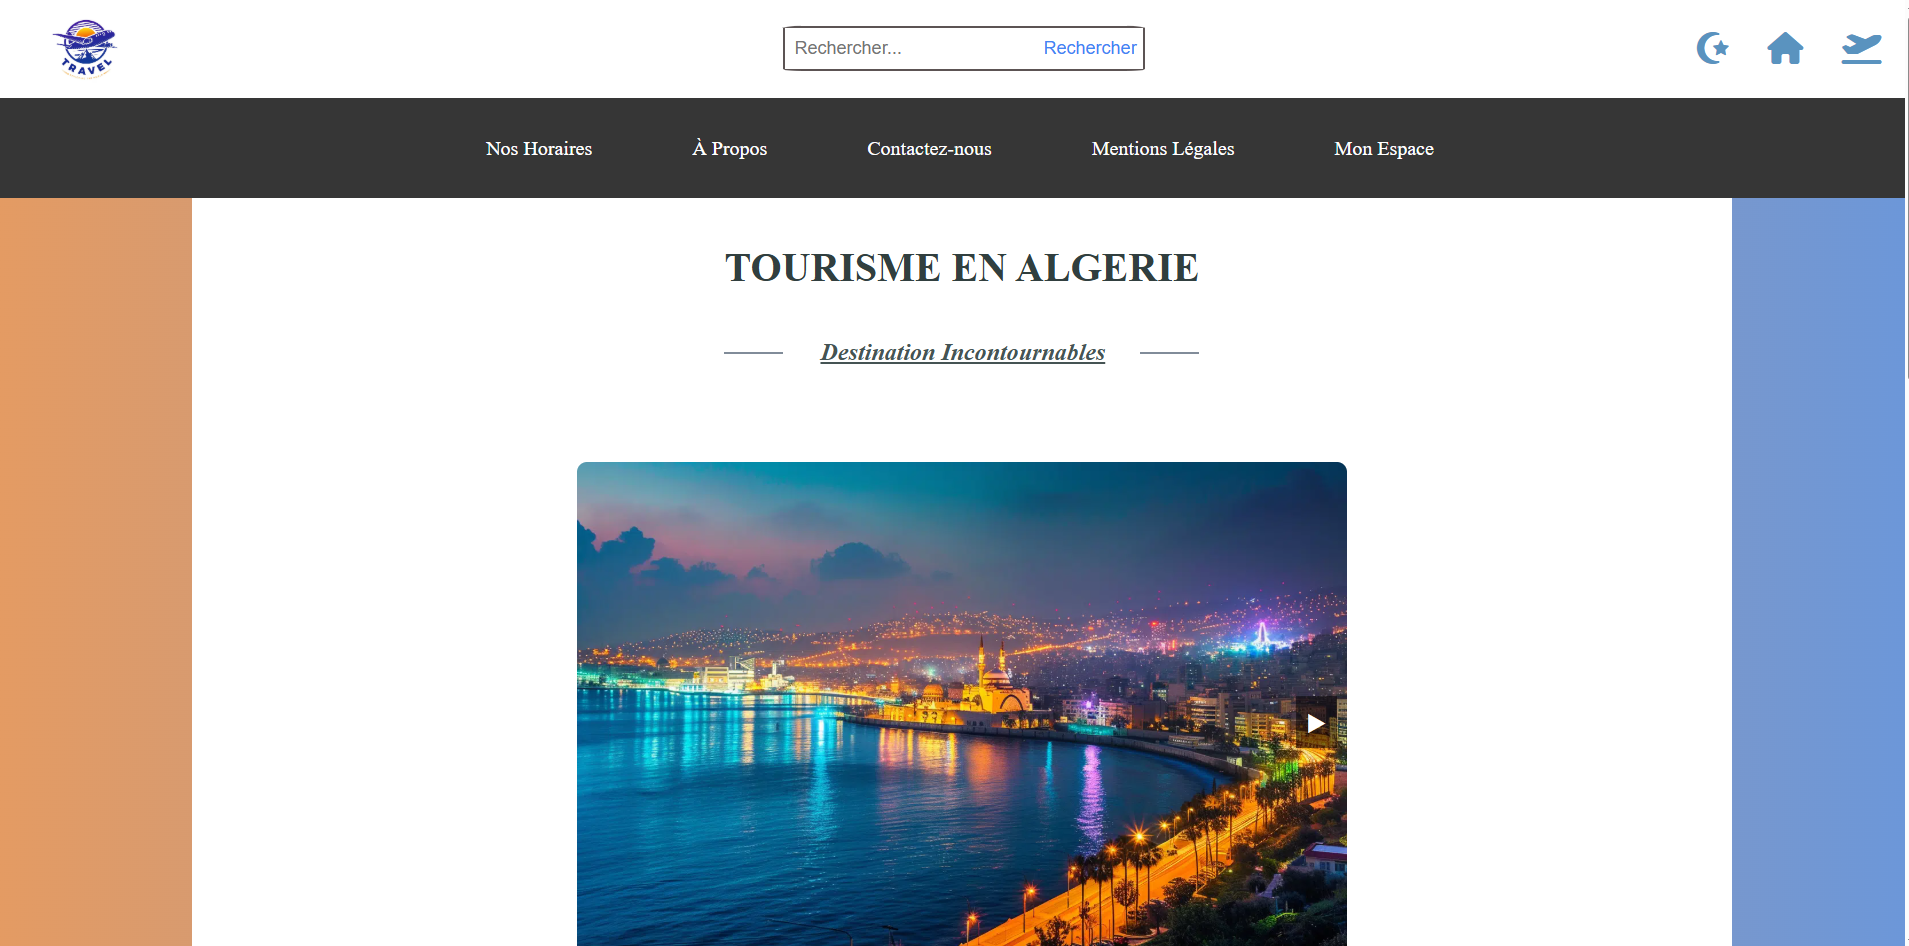 TRAVEL
Rechercher... Rechercher
Nos Horaires À Propos Contactez-nous Mentions Légales Mon Espace
TOURISME EN ALGERIE
Destination Incontournables